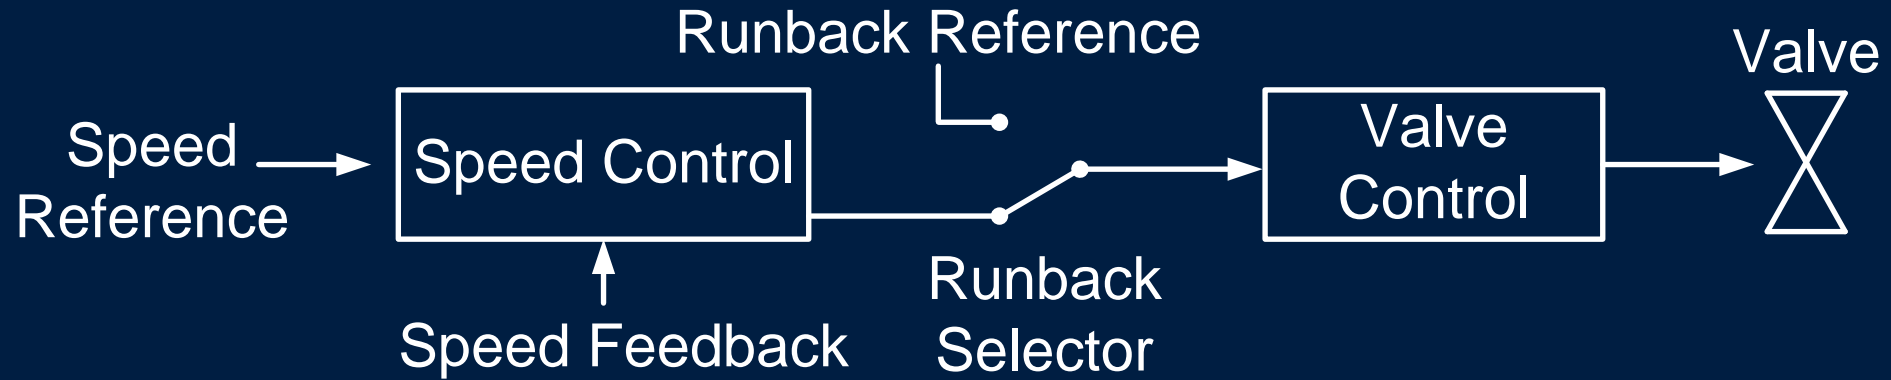 Runback Reference
Valve
Speed
Reference
Speed Control
Valve
Control
Runback
Selector
Speed Feedback